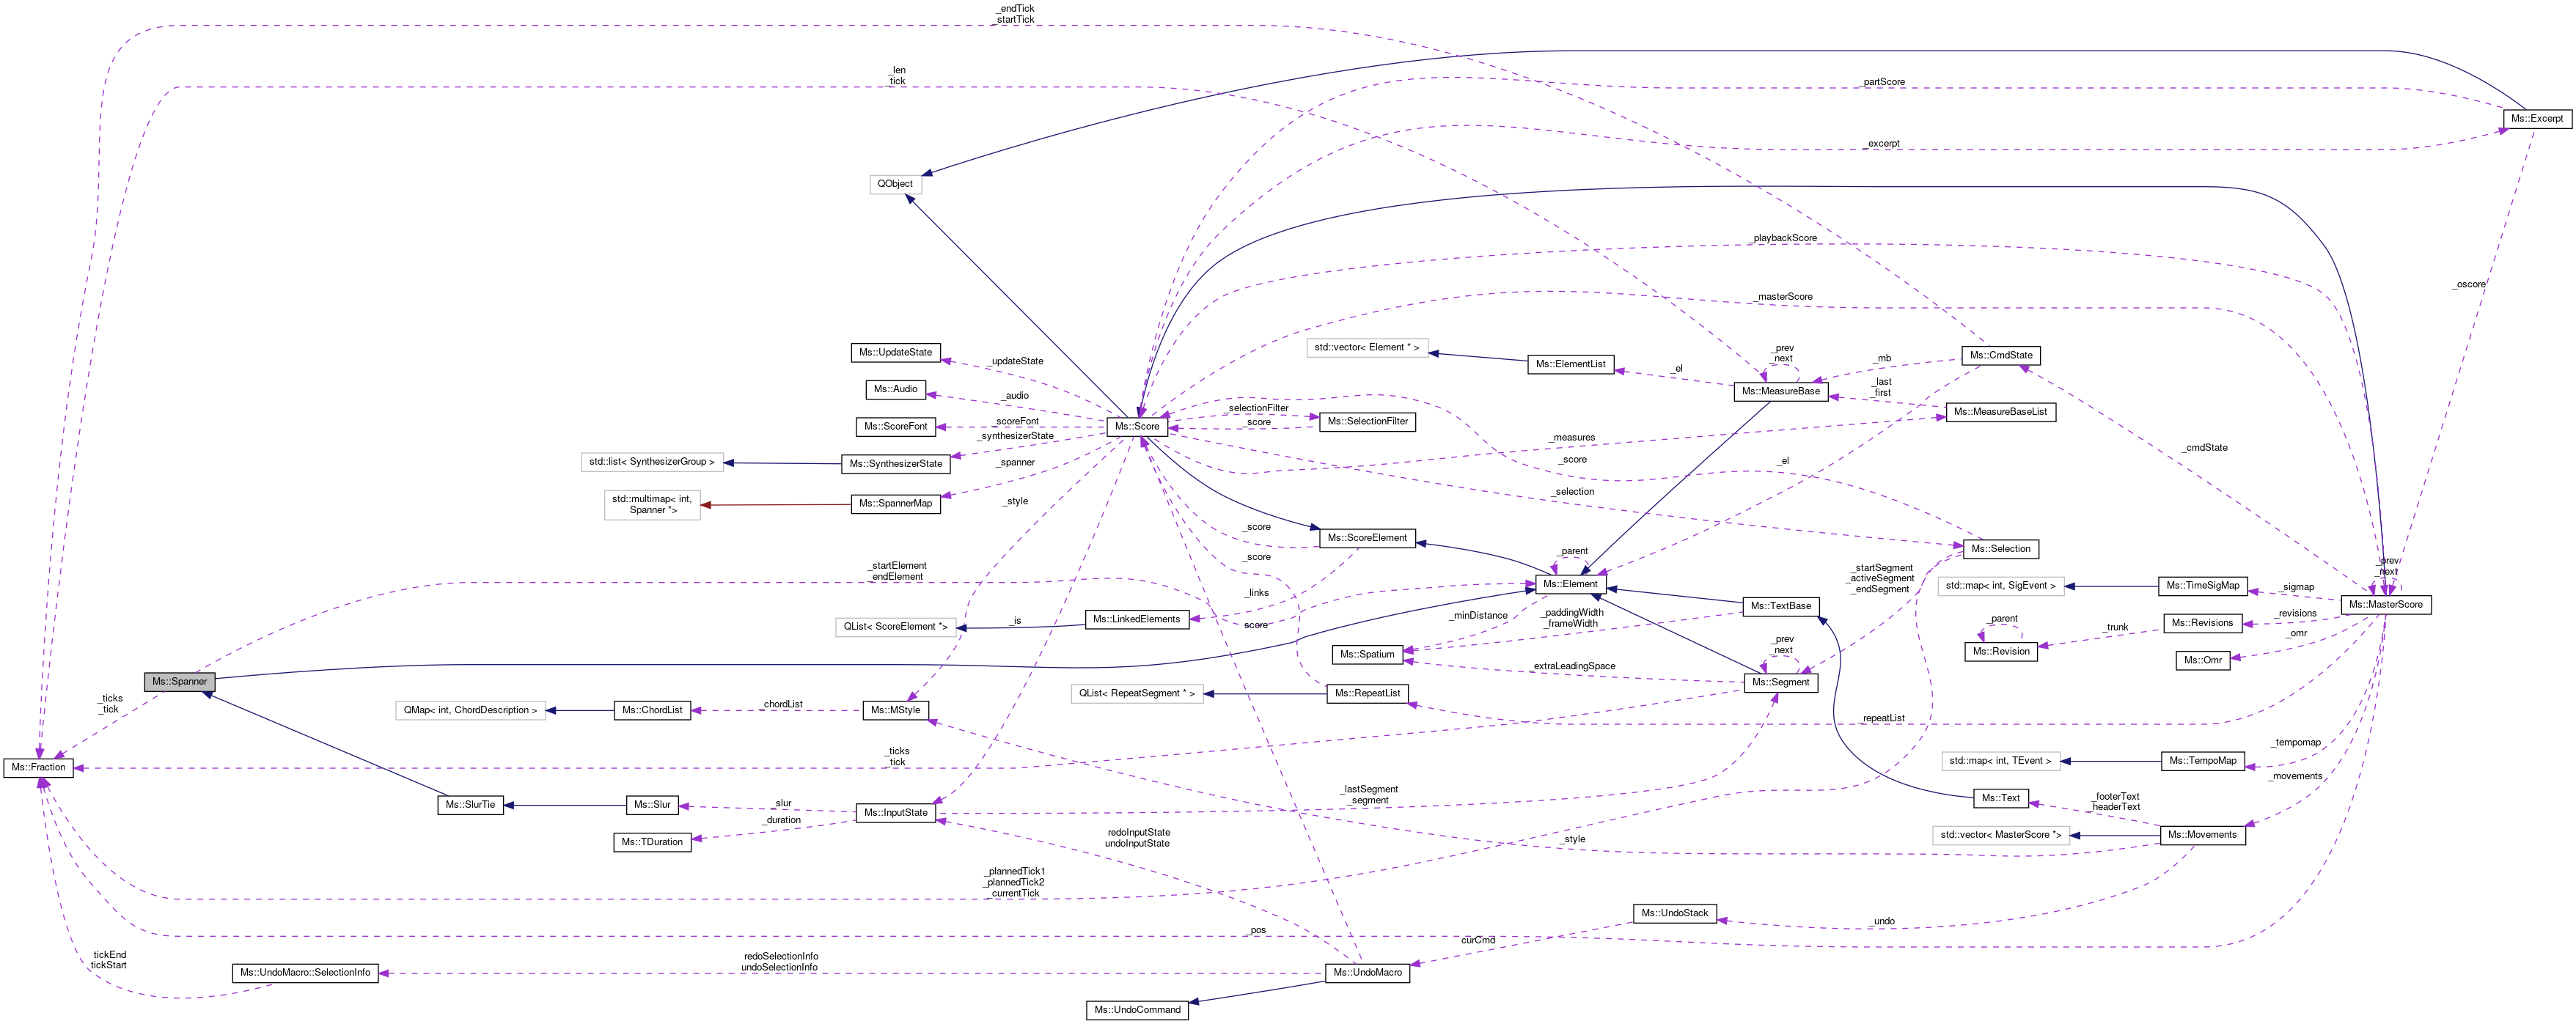 _endTick
_startTick
_len
_tick
_partScore
Ms::Excerpt
_excerpt
QObject
_playbackScore
_oscore
_masterScore
Ms::UpdateState
_updateState
std::vector< Element * >
Ms::ElementList
_el
_prev
_next
Ms::MeasureBase
_mb
Ms::CmdState
_last
_first
Ms::MeasureBaseList
Ms::Audio
_audio
Ms::ScoreFont
_scoreFont
Ms::Score
_selectionFilter
_score
Ms::SelectionFilter
_measures
_cmdState
std::list< SynthesizerGroup >
Ms::SynthesizerState
_synthesizerState
_score
_el
std::multimap< int,
Spanner *>
Ms::SpannerMap
_spanner
_style
_selection
_score
Ms::ScoreElement
Ms::Selection
_score
_parent
Ms::Element
_startElement
_endElement
_links
_startSegment
_activeSegment
_endSegment
std::map< int, SigEvent >
Ms::TimeSigMap
_sigmap
_prev
_next
Ms::MasterScore
QList< ScoreElement *>
_is
Ms::LinkedElements
score
_minDistance
_paddingWidth
_frameWidth
Ms::TextBase
_parent
Ms::Revision
_trunk
Ms::Revisions
_revisions
_omr
Ms::Omr
Ms::Spatium
_extraLeadingSpace
_prev
_next
Ms::Segment
Ms::Spanner
_ticks
_tick
QMap< int, ChordDescription >
Ms::ChordList
_chordList
Ms::MStyle
QList< RepeatSegment * >
Ms::RepeatList
_repeatList
Ms::Fraction
_ticks
_tick
std::map< int, TEvent >
Ms::TempoMap
_tempomap
_movements
Ms::SlurTie
Ms::Slur
_slur
Ms::InputState
_lastSegment
_segment
Ms::Text
_footerText
_headerText
Ms::TDuration
_duration
redoInputState
undoInputState
_style
std::vector< MasterScore *>
Ms::Movements
_plannedTick1
_plannedTick2
_currentTick
Ms::UndoStack
_undo
_pos
curCmd
tickEnd
tickStart
Ms::UndoMacro::SelectionInfo
redoSelectionInfo
undoSelectionInfo
Ms::UndoMacro
Ms::UndoCommand